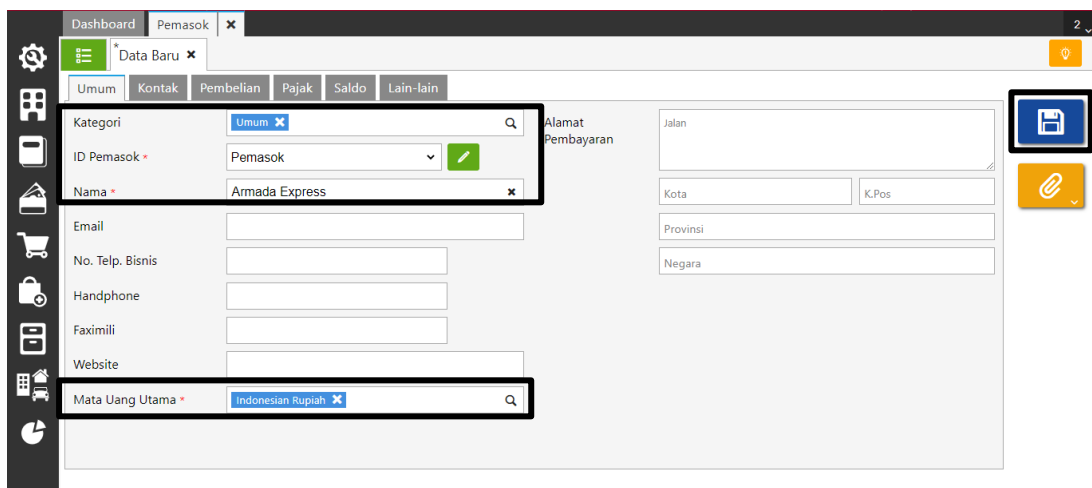 Dashboard Pemasok
2
*Data Baru
Umum Kontak Pembelian Pajak Saldo Lain-lain
Kategori Umum
Alamat Pembayaran Jalan
ID Pemasok * Pemasok
Nama * Armada Express
Kota K.Pos
Email
Provinsi
No. Telp. Bisnis
Negara
Handphone
Faximili
Website
Mata Uang Utama * Indonesian Rupiah